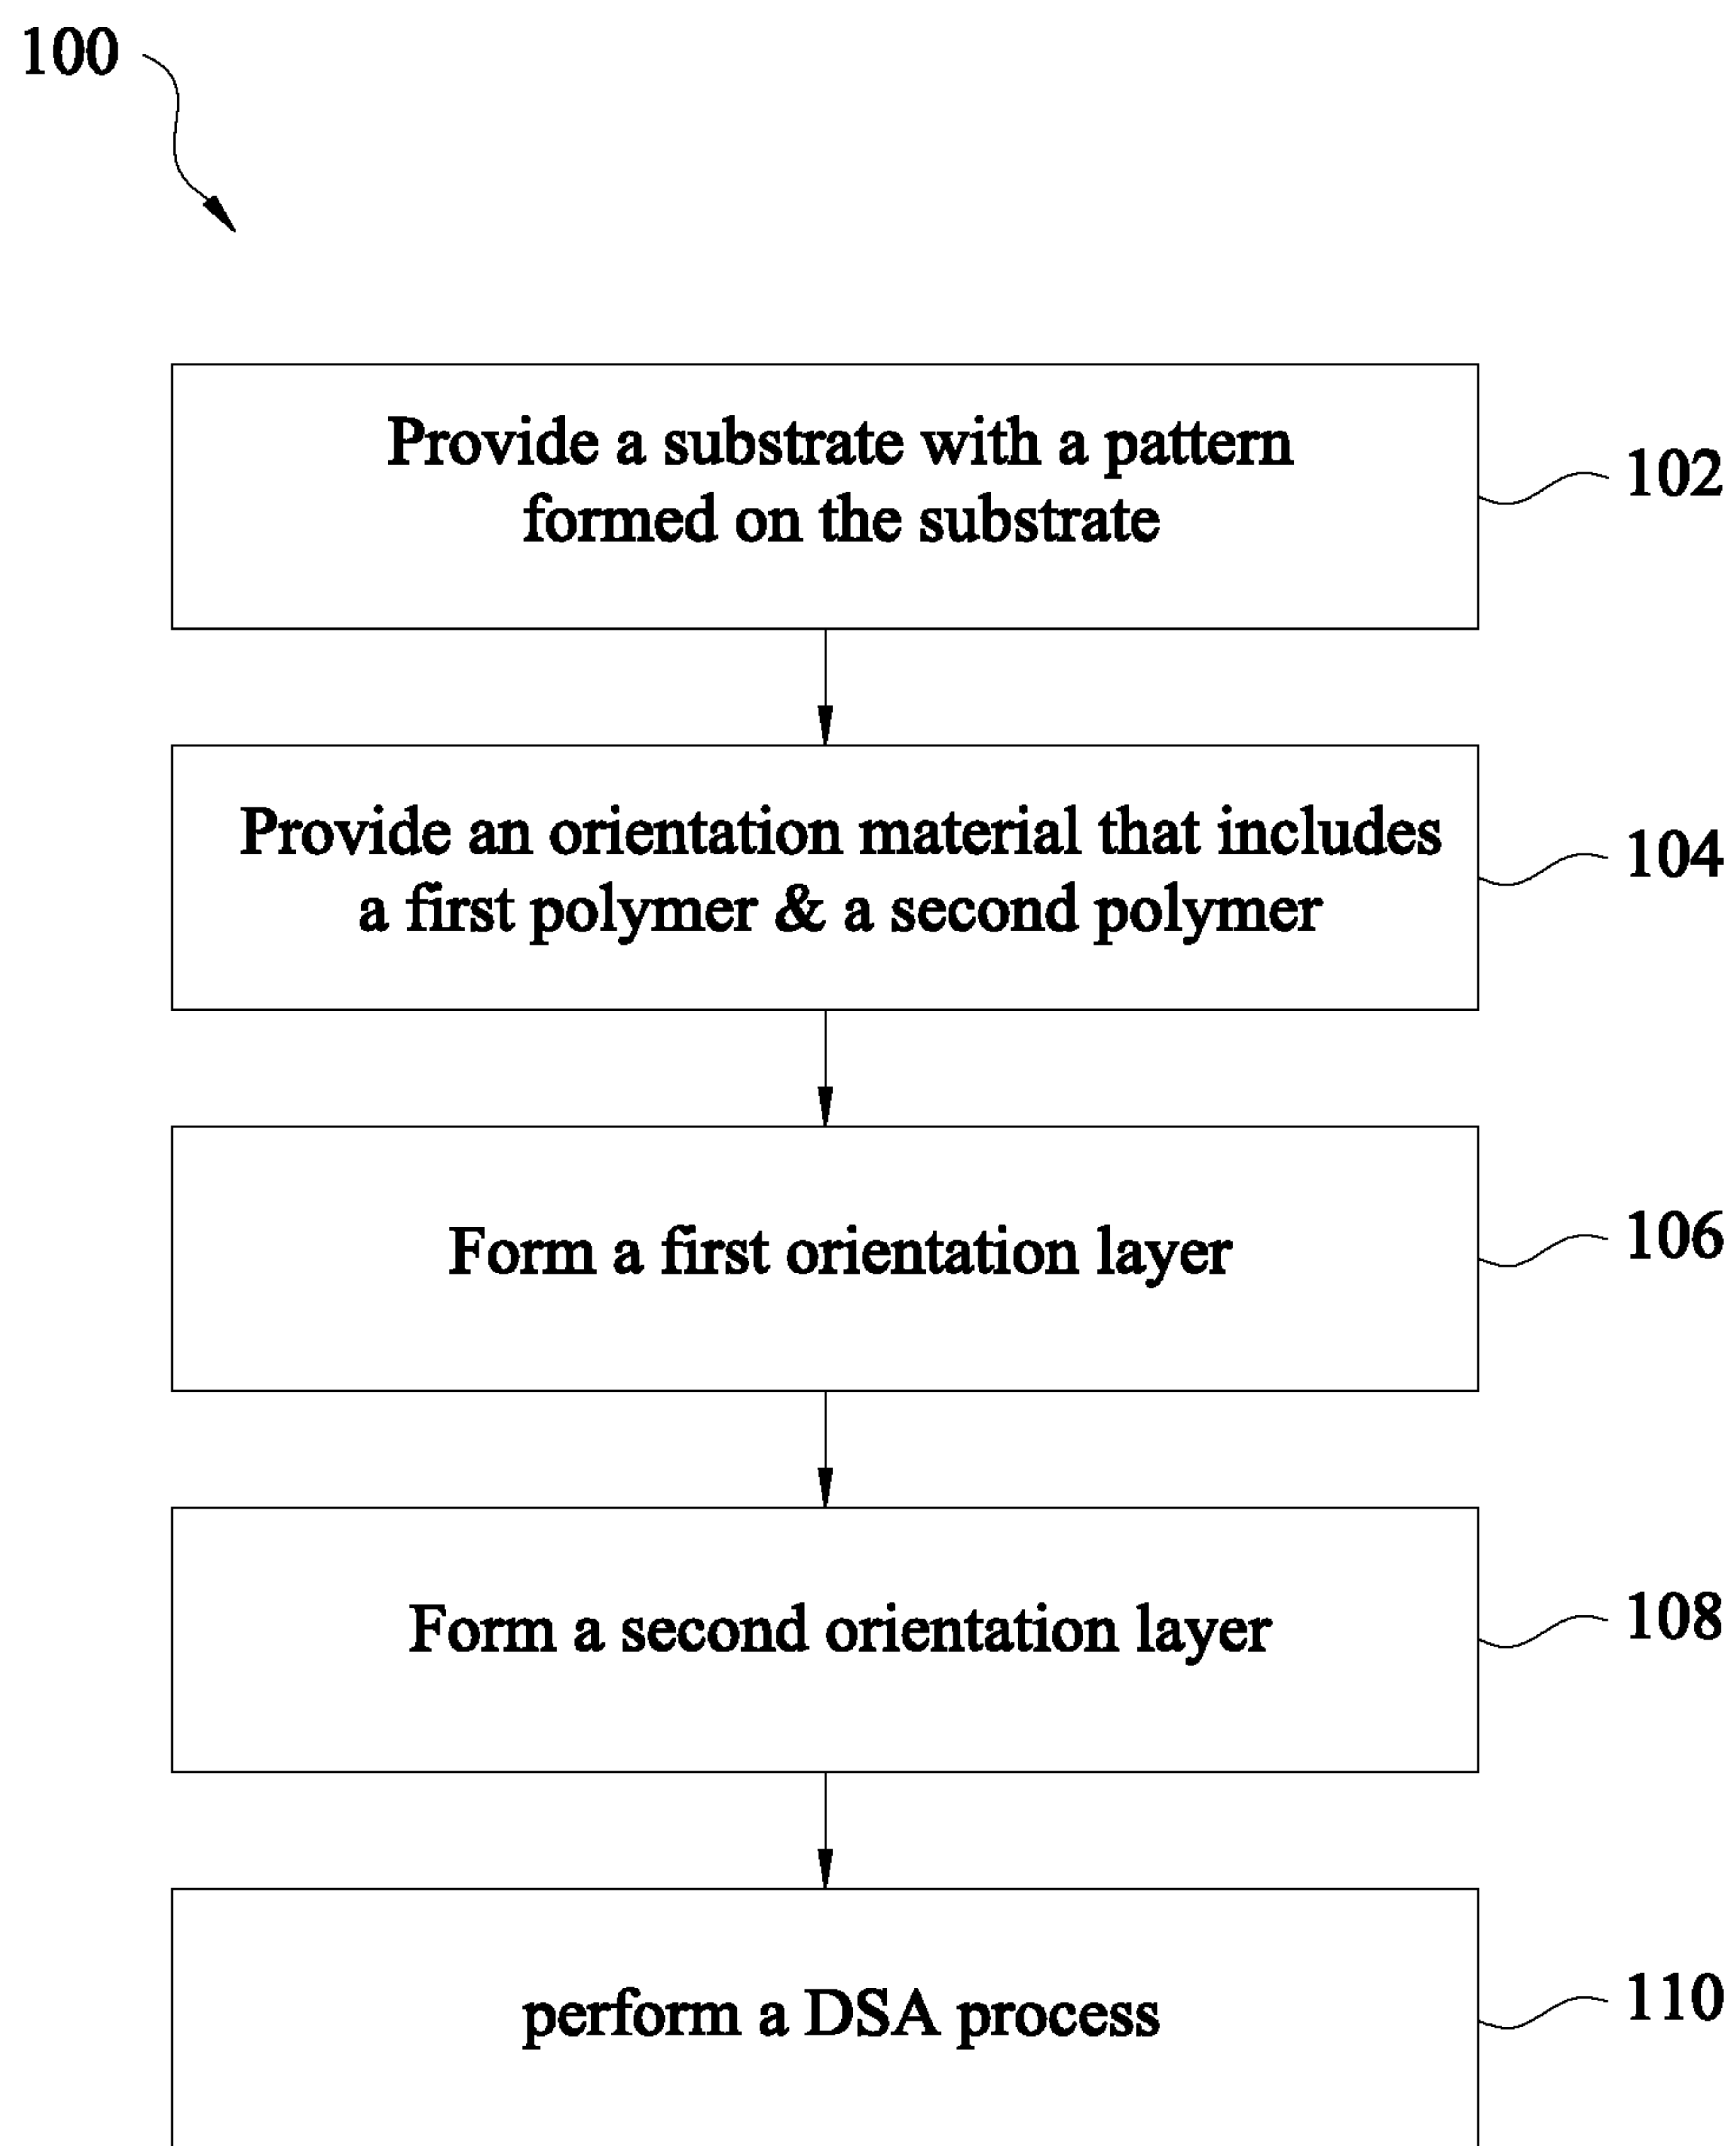 100
Provide a substrate with a pattern
formed on the substrate
102
Provide an orientation material that includes
a first polymer & a second polymer
104
Form a first orientation layer
106
Form a second orientation layer
108
perform a DSA process
110